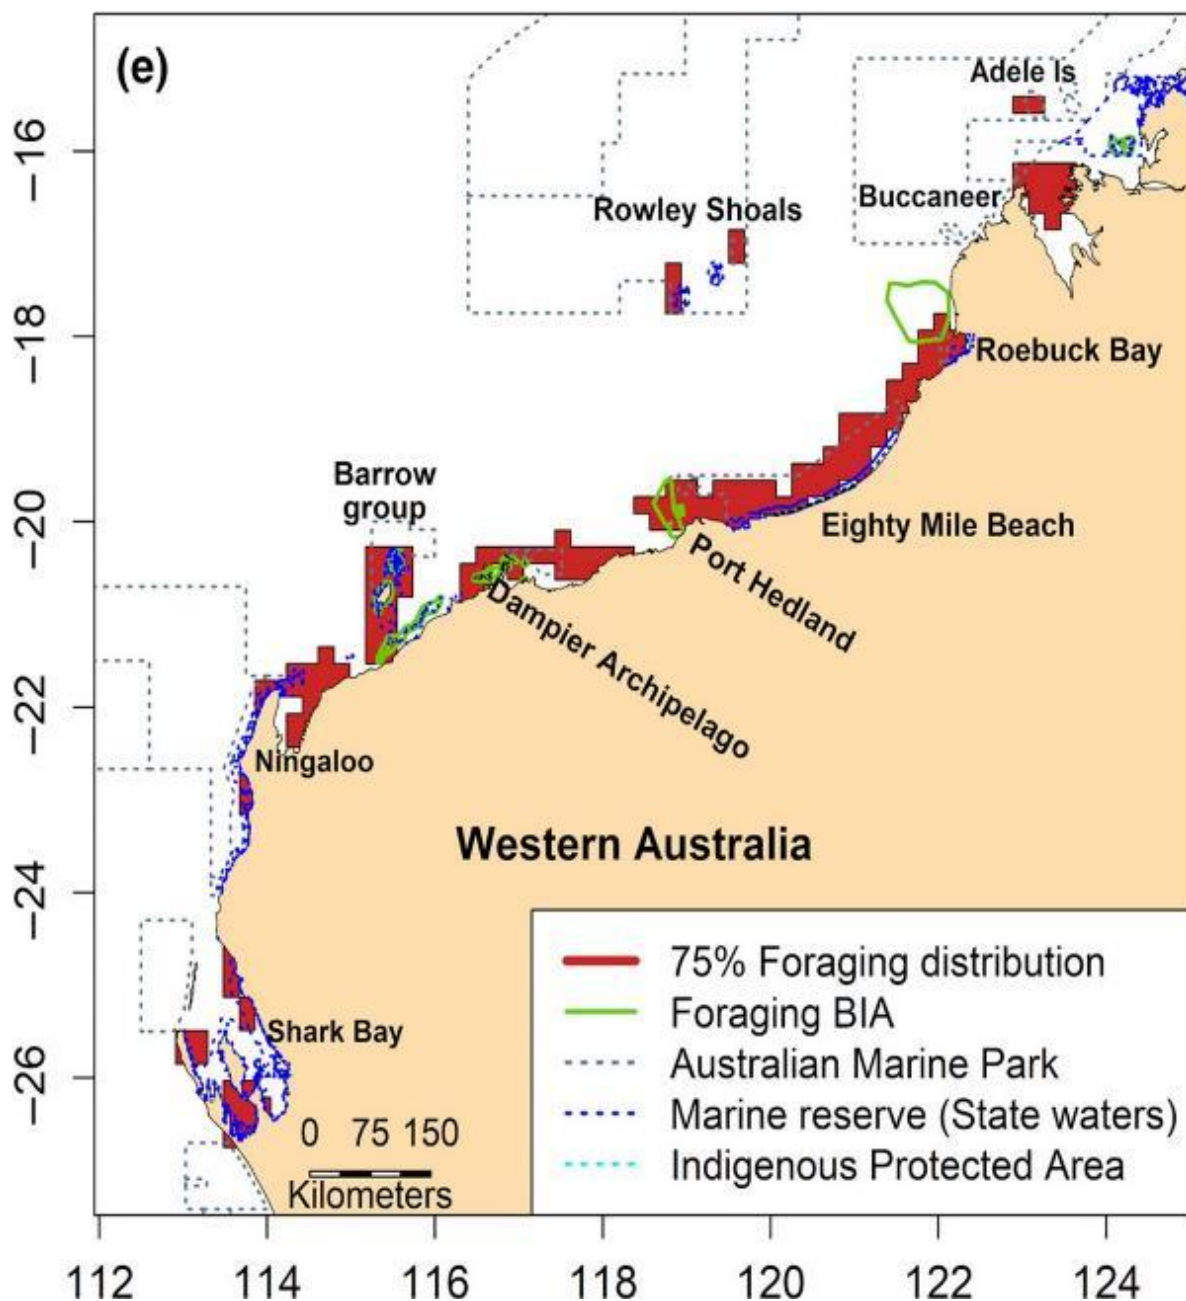 (e)
Adele Is
−16
Buccaneer
Rowley Shoals
−18
Roebuck Bay
Barrow
group
−20
Eighty Mile Beach
Port Hedland
Dampier Archipelago
−22
Ningaloo
Western Australia
−24
75% Foraging distribution
Foraging BIA
Shark Bay
Australian Marine Park
−26
Marine reserve (State waters)
0 75 150
Indigenous Protected Area
Kilometers
112 114 116 118 120 122 124